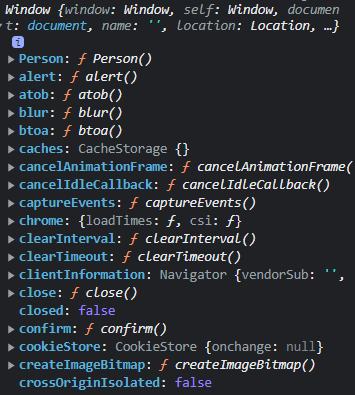 Window {window: Window, self: Window, documen
t: document, name: '', location: Location, …}
i
▶ Person: ƒ Person()
▶ alert: ƒ alert()
▶ atob: ƒ atob()
▶ blur: ƒ blur()
▶ btoa: ƒ btoa()
▶ caches: CacheStorage {}
▶ cancelAnimationFrame: ƒ cancelAnimationFrame(
▶ cancelIdleCallback: ƒ cancelIdleCallback()
▶ captureEvents: ƒ captureEvents()
▶ chrome: {loadTimes: ƒ, csi: ƒ}
▶ clearInterval: ƒ clearInterval()
▶ clearTimeout: ƒ clearTimeout()
▶ clientInformation: Navigator {vendorSub: '',
▶ close: ƒ close()
closed: false
▶ confirm: ƒ confirm()
▶ cookieStore: CookieStore {onchange: null}
▶ createImageBitmap: ƒ createImageBitmap()
crossOriginIsolated: false